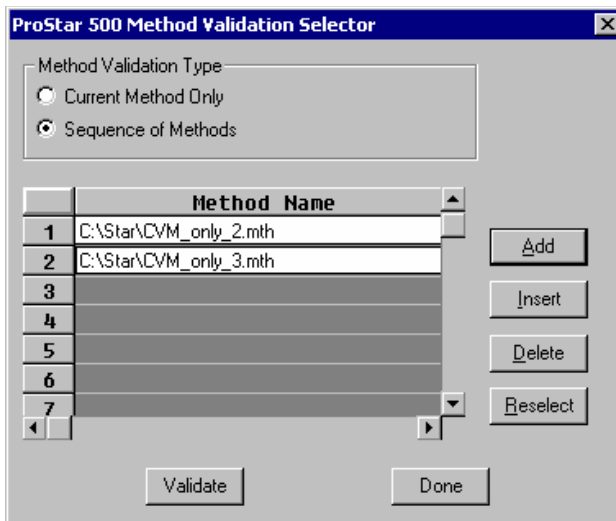 ProStar 500 Method Validation Selector
Method Validation Type
Current Method Only
Sequence of Methods
Method Name
1 C:\Star\CVM_only_2.mth
2 C:\Star\CVM_only_3.mth
3
4
5
6
7
Add
Insert
Delete
Reselect
Validate Done